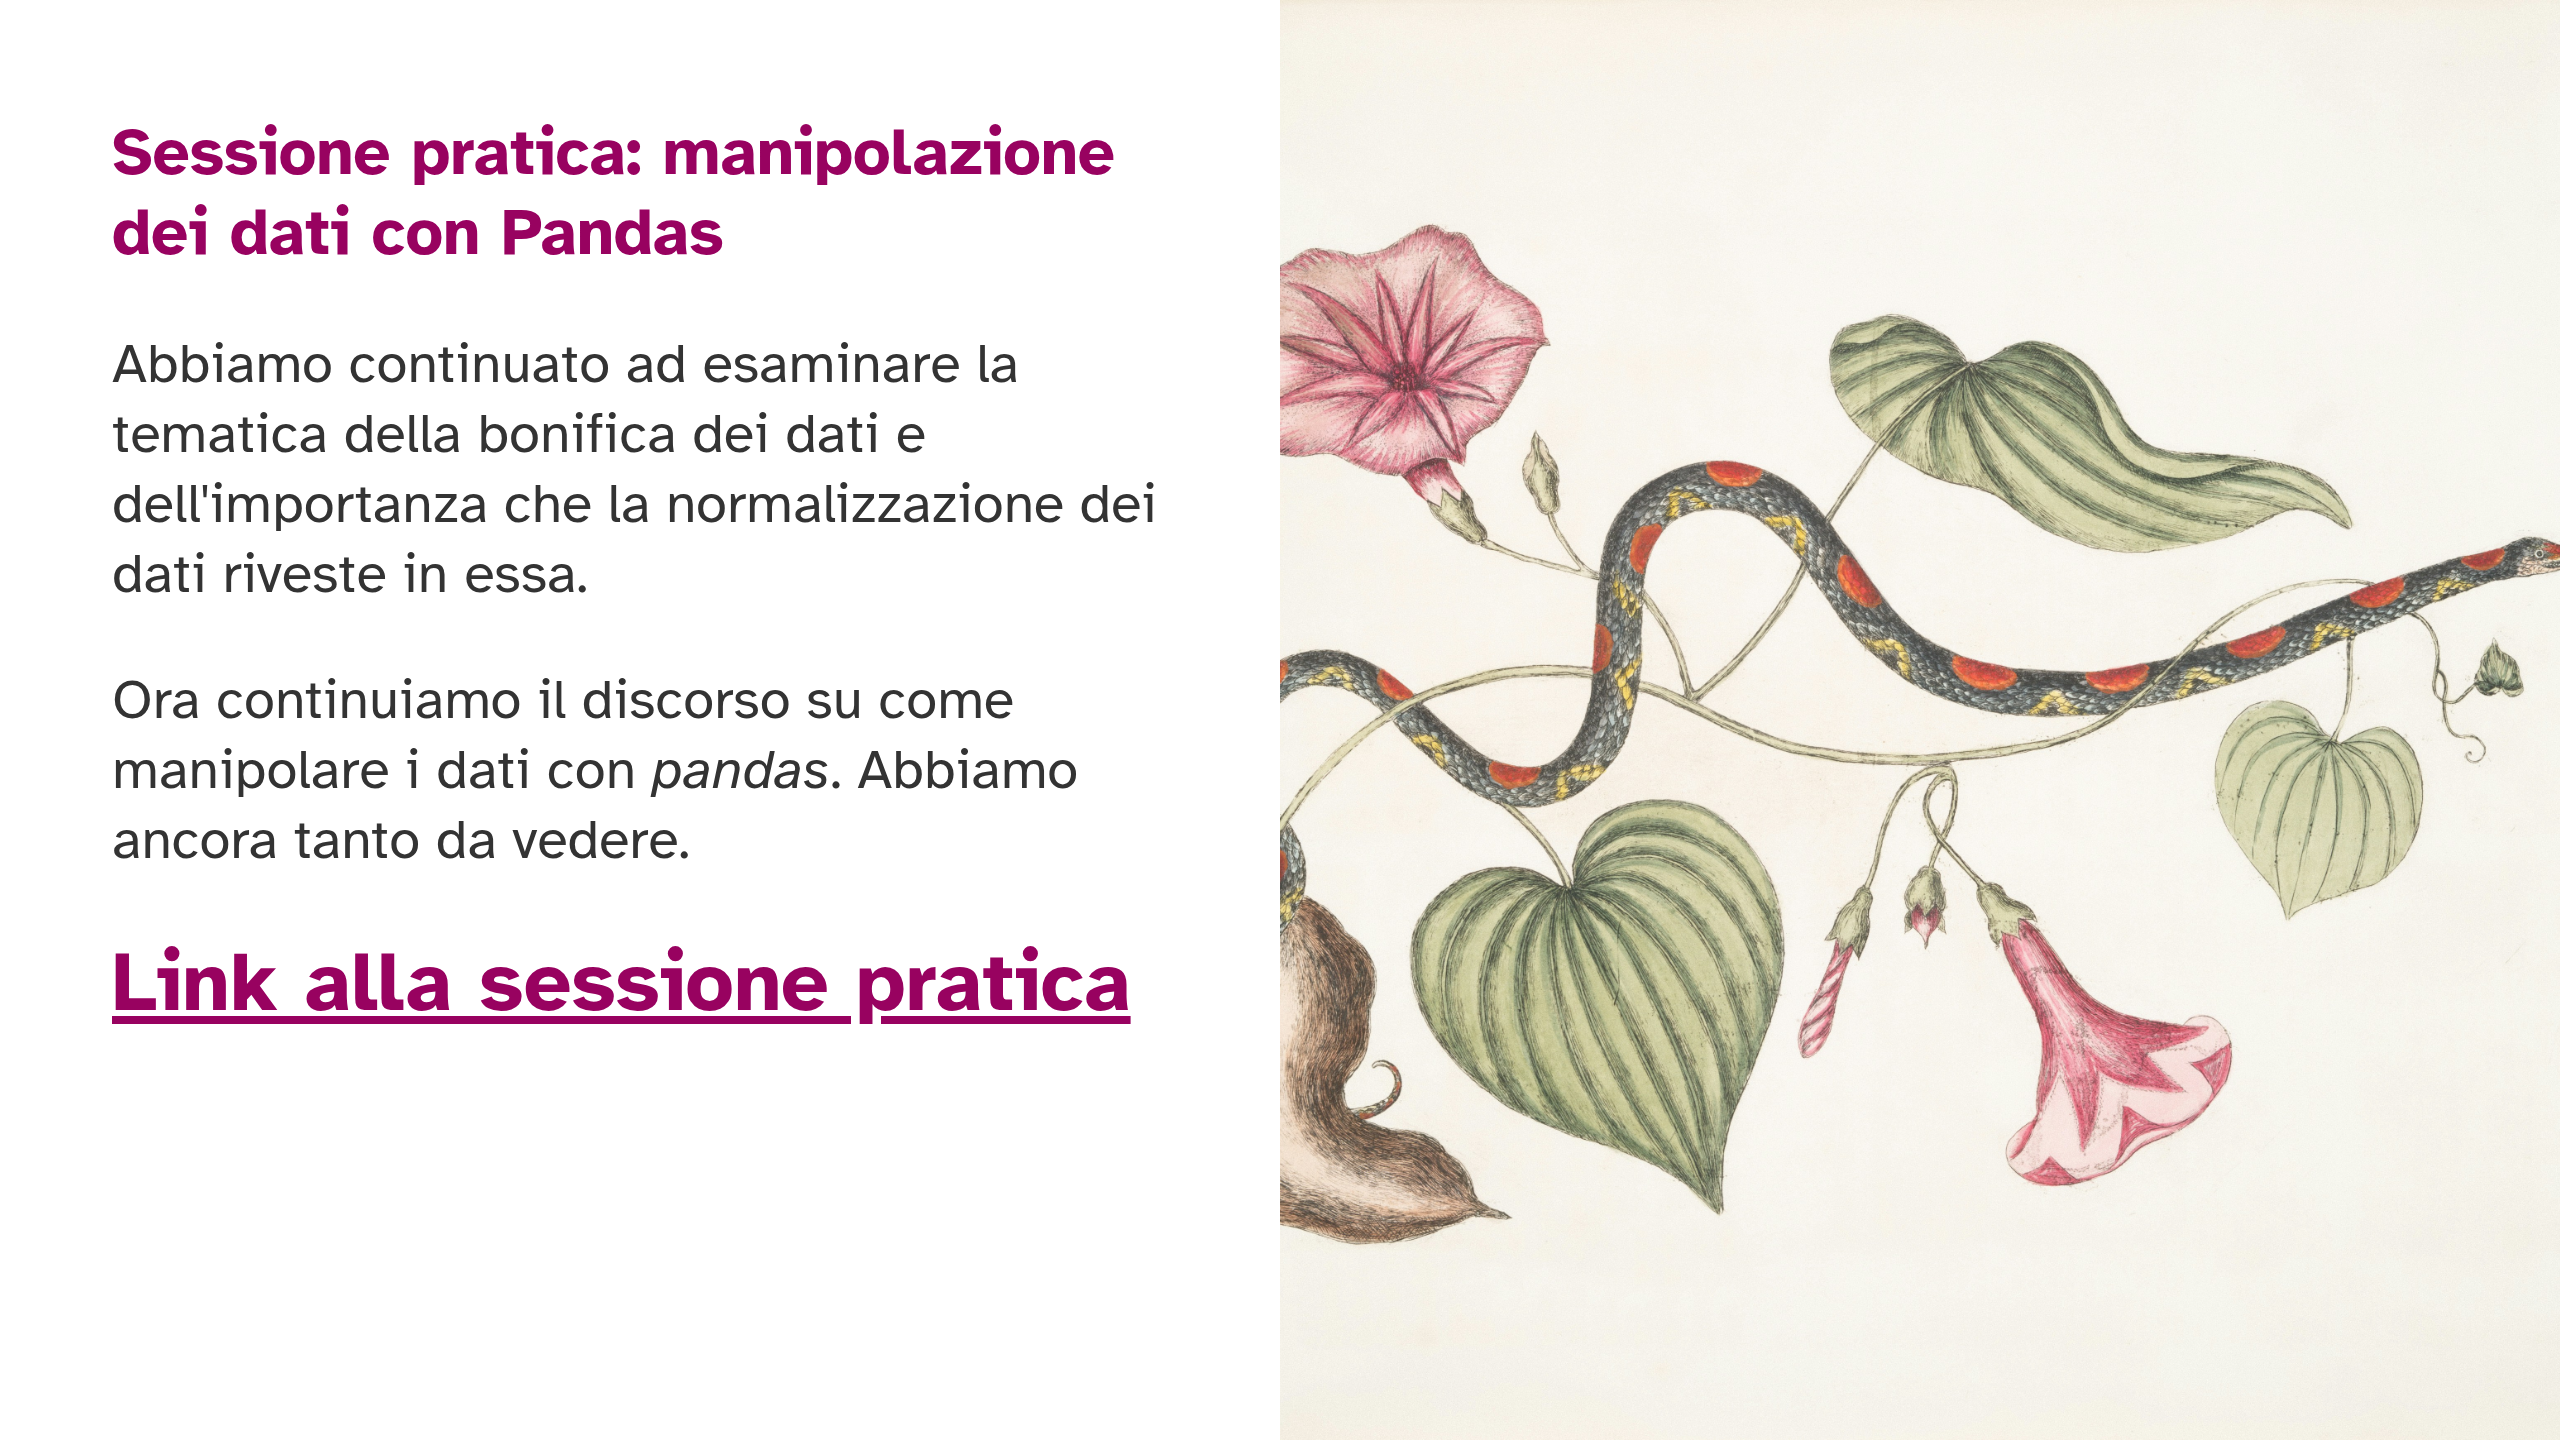 Sessione pratica: manipolazione
dei dati con Pandas
Abbiamo continuato ad esaminare la
tematica della bonifica dei dati e
dell'importanza che la normalizzazione dei
dati riveste in essa.
Ora continuiamo il discorso su come
manipolare i dati con pandas. Abbiamo
ancora tanto da vedere.
Link alla sessione pratica